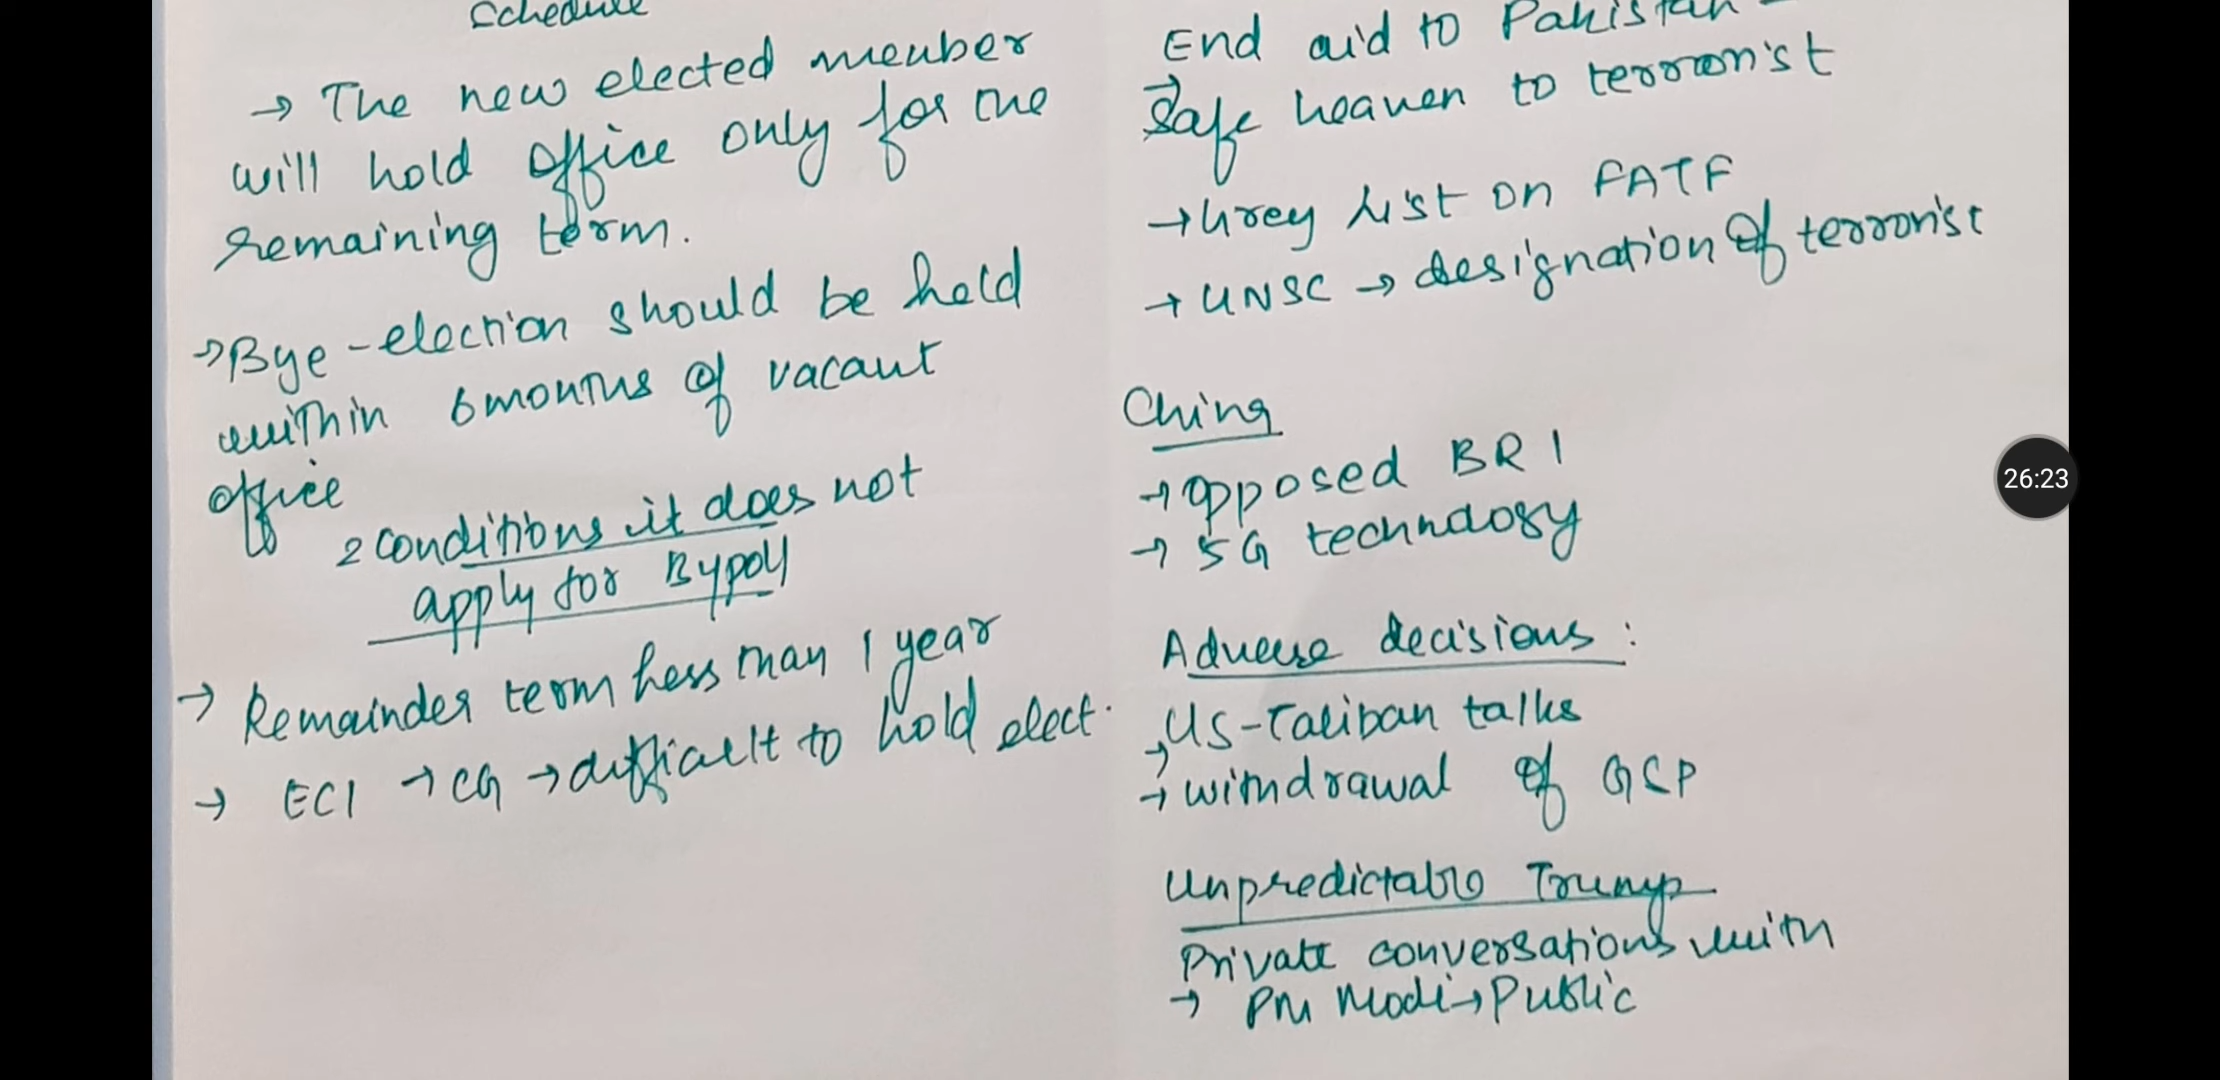 Schedule
→ The new elected member
will hold office only for the
remaining term.
→ Bye-election should be held
within 6 months of vacant
office
2 conditions it does not
apply for Bypoll
→ Remainder term less than 1 year
→ ECI → CG → difficult to hold elect.
End aid to Pakistan
→ Safe heaven to terrorist
→ Grey list on FATF
→ UNSC → designation of terrorist
China
→ opposed BRI
→ 5G technology
Adverse decisions:
→ US-Taliban talks
→ withdrawal of GSP
Unpredictable Trump
Private conversations with
→ PM Modi → Public
26:23